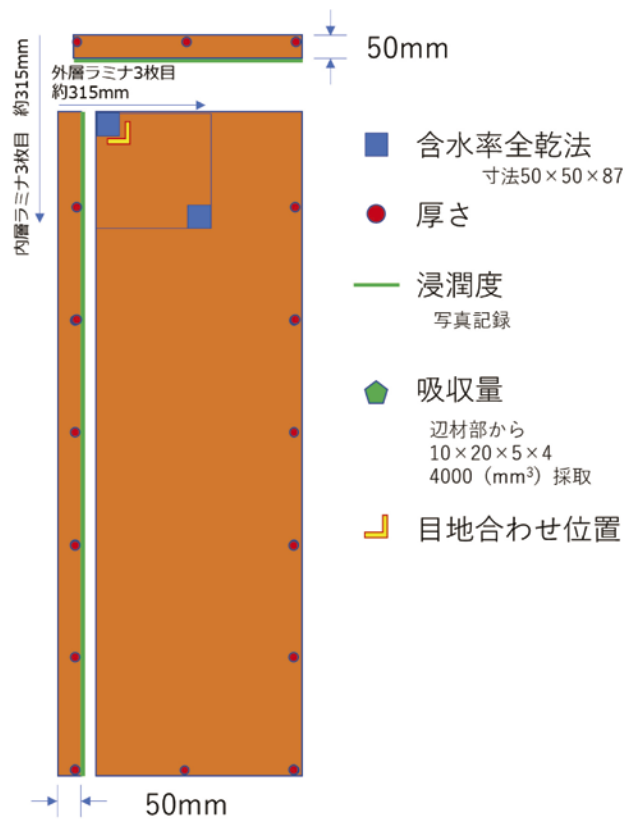 50mm
外層ラミナ3枚目
約315mm
内層ラミナ3枚目 約315mm
含水率全乾法
寸法50×50×87
厚さ
浸潤度
写真記録
吸収量
辺材部から
10×20×5×4
4000（mm³）採取
目地合わせ位置
50mm